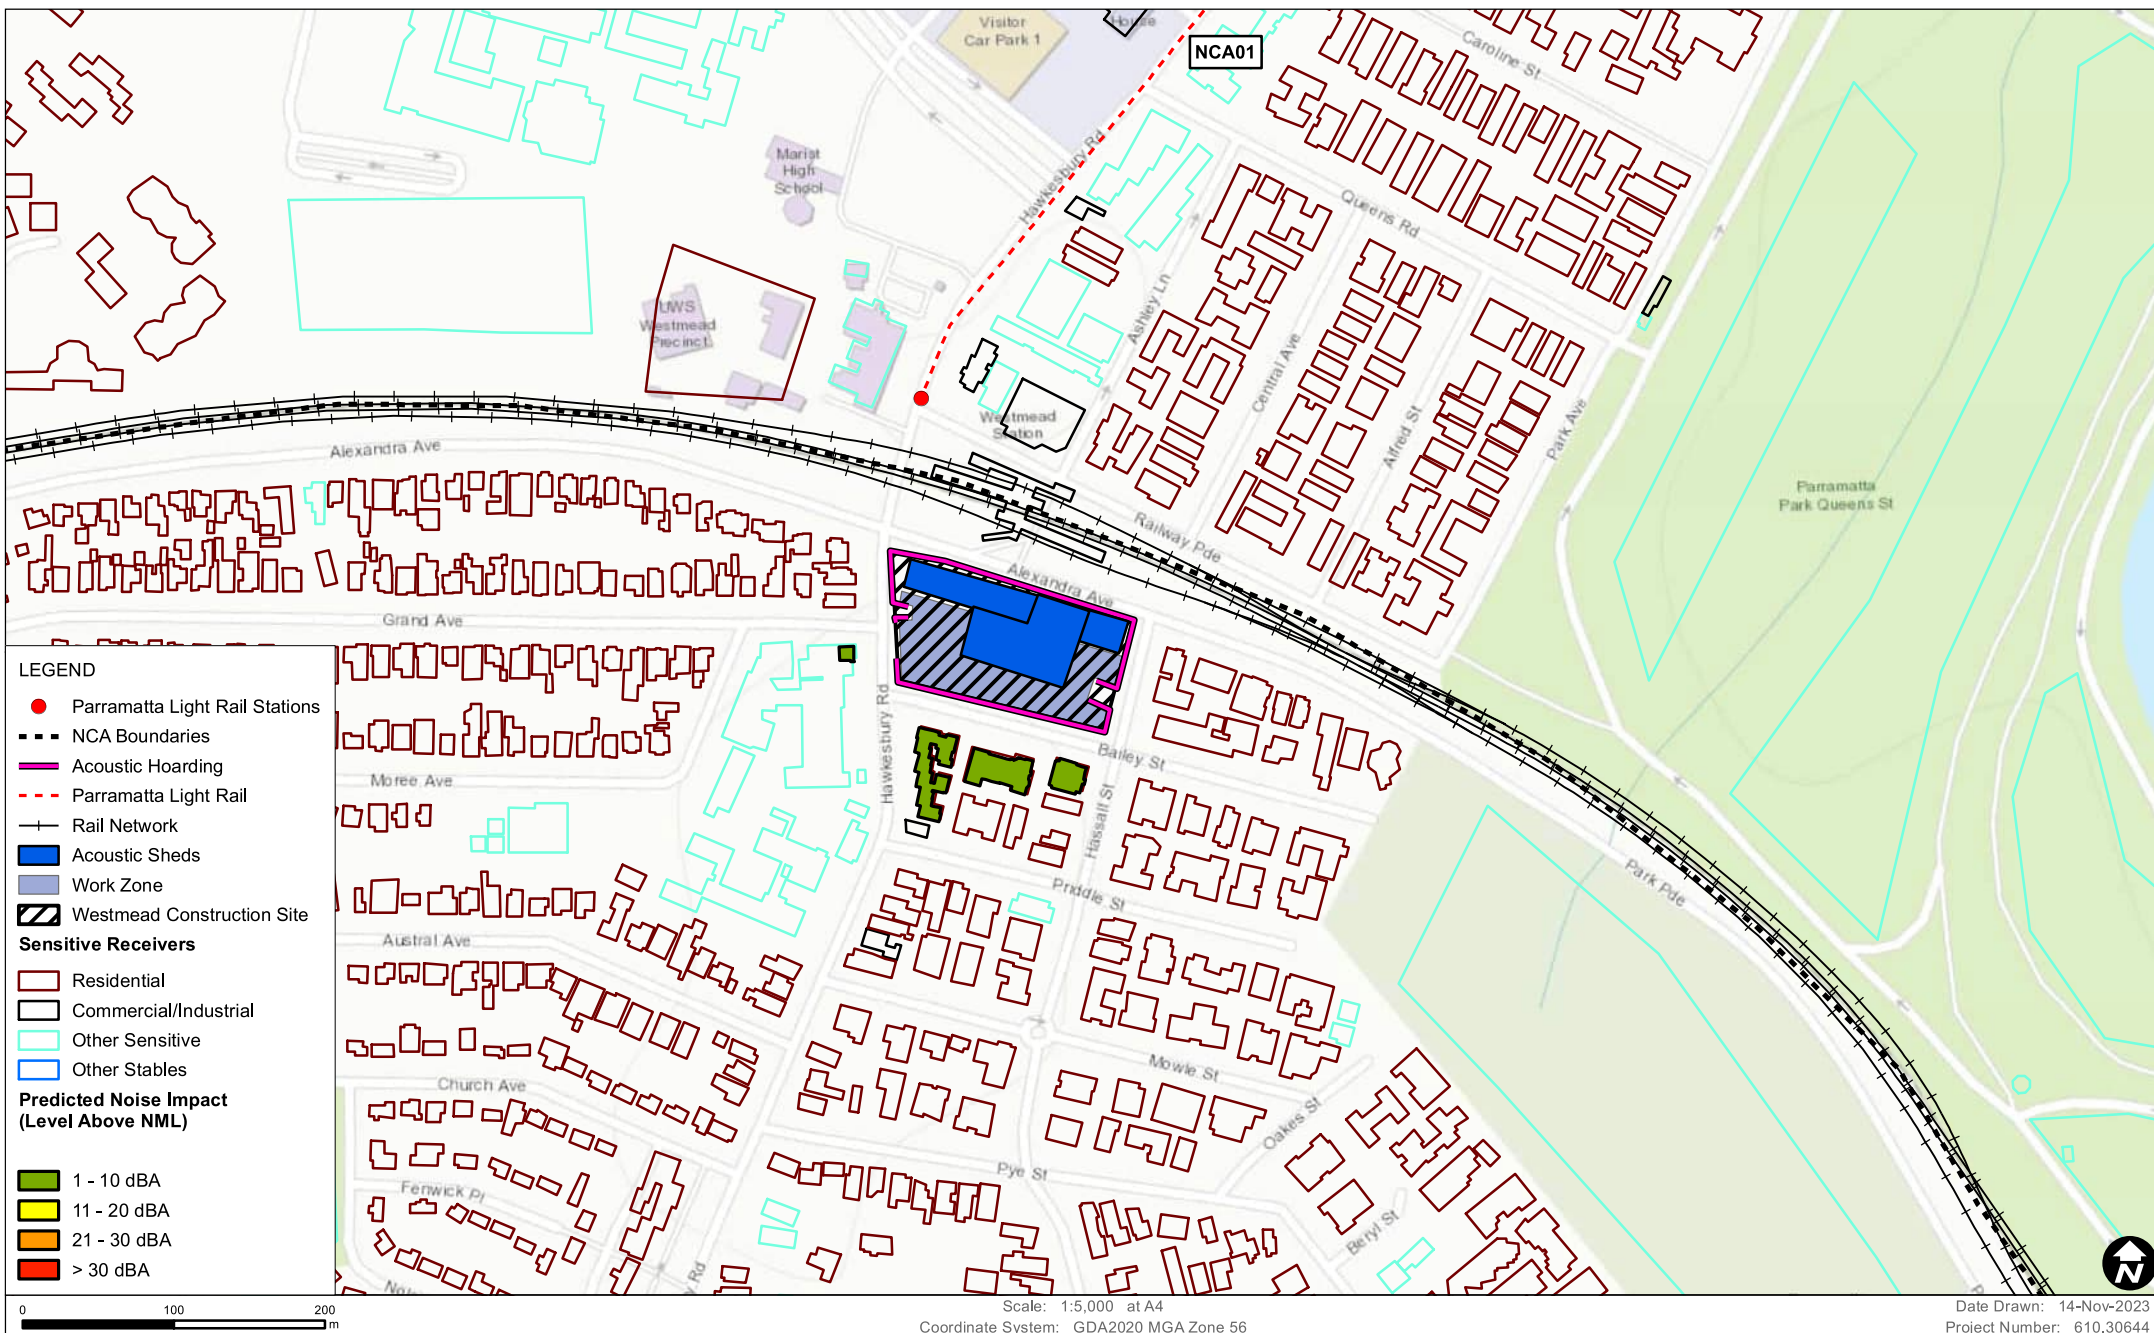 Visitor
Car Park 1
House
NCA01
Caroline St
Hawkesbury Rd
Marist
High
School
Queens Rd
UWS
Westmead
Precinct
Ashley Ln
Central Ave
Westmead
Station
Alfred St
Park Ave
Alexandra Ave
Parramatta
Park Queens St
Railway Pde
Alexandra Ave
Grand Ave
Hawkesbury Rd
Bailey St
Moree Ave
Hassall St
Priddle St
Park Pde
Austral Ave
Mowle St
Church Ave
Oakes St
Pye St
Fenwick Pl
Beryl St
y Rd
LEGEND
Parramatta Light Rail Stations
NCA Boundaries
Acoustic Hoarding
Parramatta Light Rail
Rail Network
Acoustic Sheds
Work Zone
Westmead Construction Site
Sensitive Receivers
Residential
Commercial/Industrial
Other Sensitive
Other Stables
Predicted Noise Impact
(Level Above NML)
1 - 10 dBA
11 - 20 dBA
21 - 30 dBA
> 30 dBA
N
0 100 200
m
Scale: 1:5,000 at A4
Coordinate System: GDA2020 MGA Zone 56
Date Drawn: 14-Nov-2023
Project Number: 610.30644